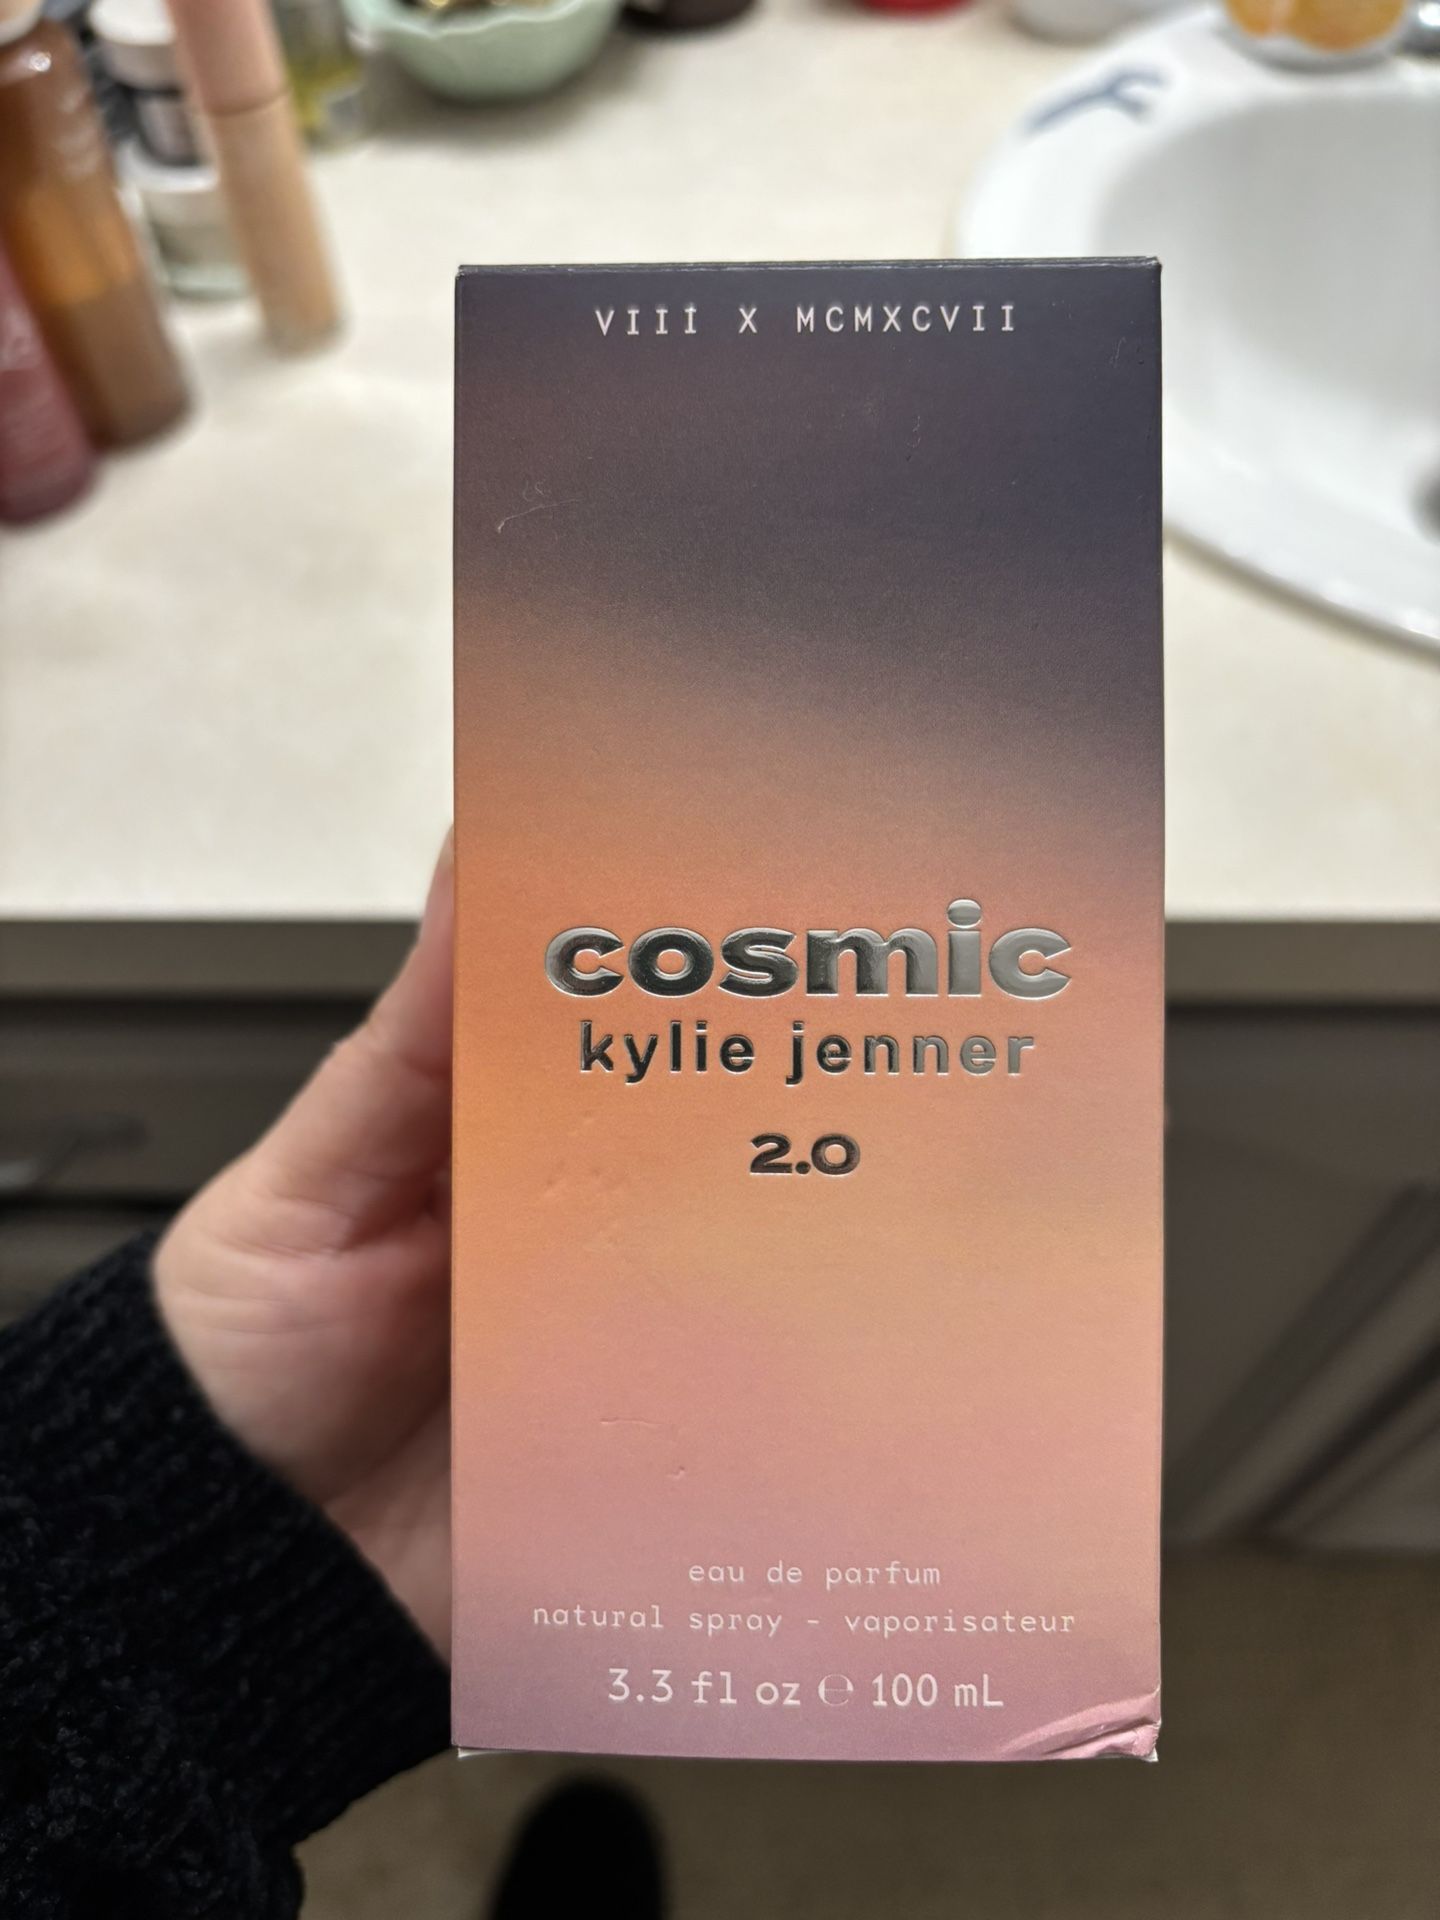 VIII X MCMXCVII
cosmic
kylie jenner
2.0
eau de parfum
natural spray - vaporisateur
3.3 fl oz ℮ 100 mL